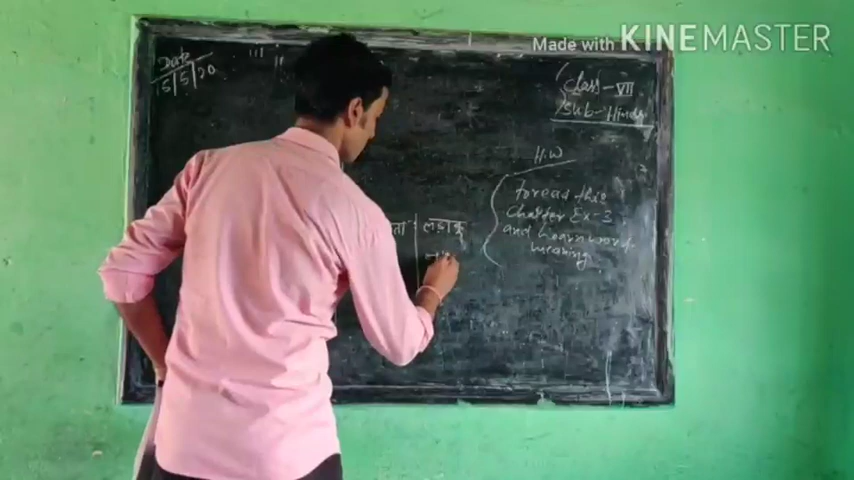 Made with KINEMASTER
Date
15/5/20
Class - VII
Sub - Hindi
H.W
To read this
Chapter Ex-3
and learn word
meaning
लड़ाकू